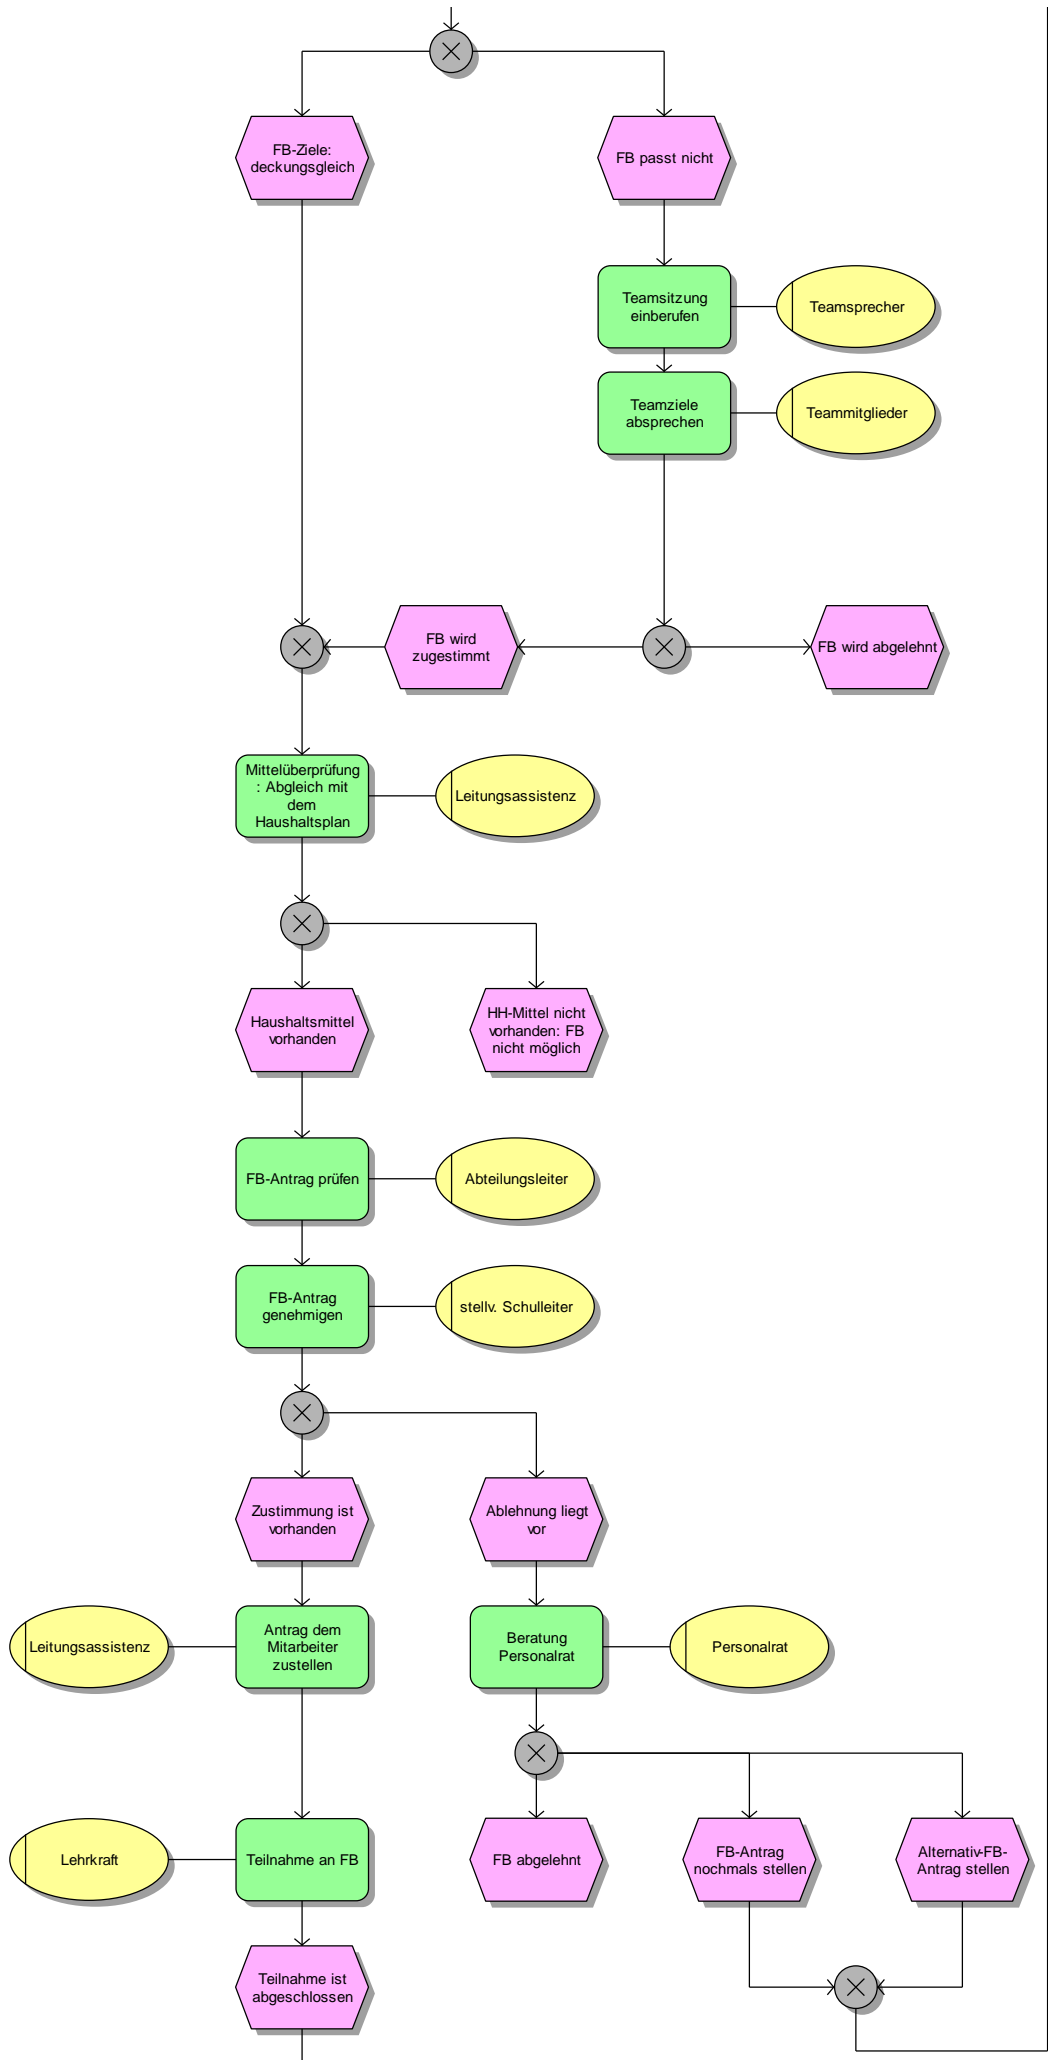 FB-Ziele:
deckungsgleich
FB passt nicht
Teamsitzung
einberufen
Teamsprecher
Teamziele
absprechen
Teammitglieder
FB wird
zugestimmt
FB wird abgelehnt
Mittelüberprüfung
: Abgleich mit
dem
Haushaltsplan
Leitungsassistenz
Haushaltsmittel
vorhanden
HH-Mittel nicht
vorhanden: FB
nicht möglich
FB-Antrag prüfen
Abteilungsleiter
FB-Antrag
genehmigen
stellv. Schulleiter
Zustimmung ist
vorhanden
Ablehnung liegt
vor
Leitungsassistenz
Antrag dem
Mitarbeiter
zustellen
Beratung
Personalrat
Personalrat
Lehrkraft
Teilnahme an FB
FB abgelehnt
FB-Antrag
nochmals stellen
Alternativ-FB-
Antrag stellen
Teilnahme ist
abgeschlossen